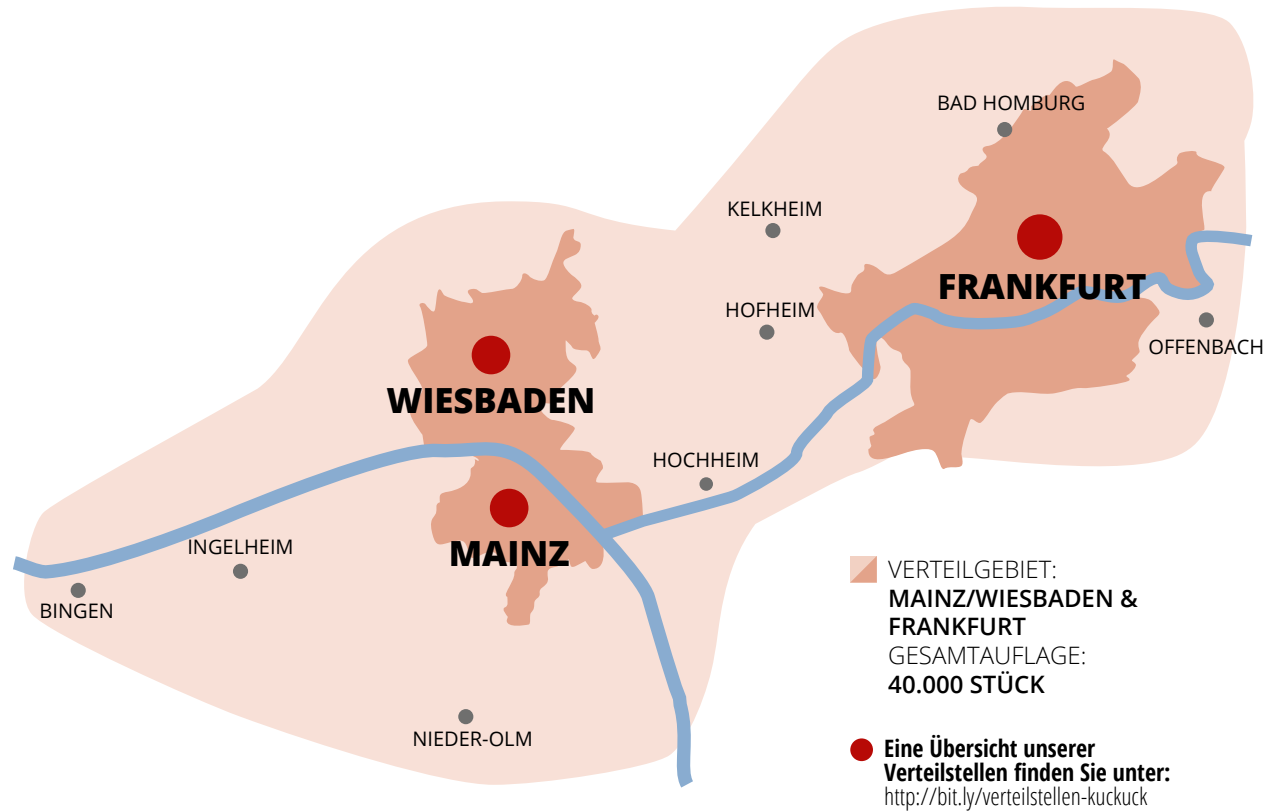 BAD HOMBURG
KELKHEIM
FRANKFURT
HOFHEIM
OFFENBACH
WIESBADEN
HOCHHEIM
MAINZ
INGELHEIM
BINGEN
NIEDER-OLM
VERTEILGEBIET:
MAINZ/WIESBADEN &
FRANKFURT
GESAMTAUFLAGE:
40.000 STÜCK
Eine Übersicht unserer
Verteilstellen finden Sie unter:
http://bit.ly/verteilstellen-kuckuck